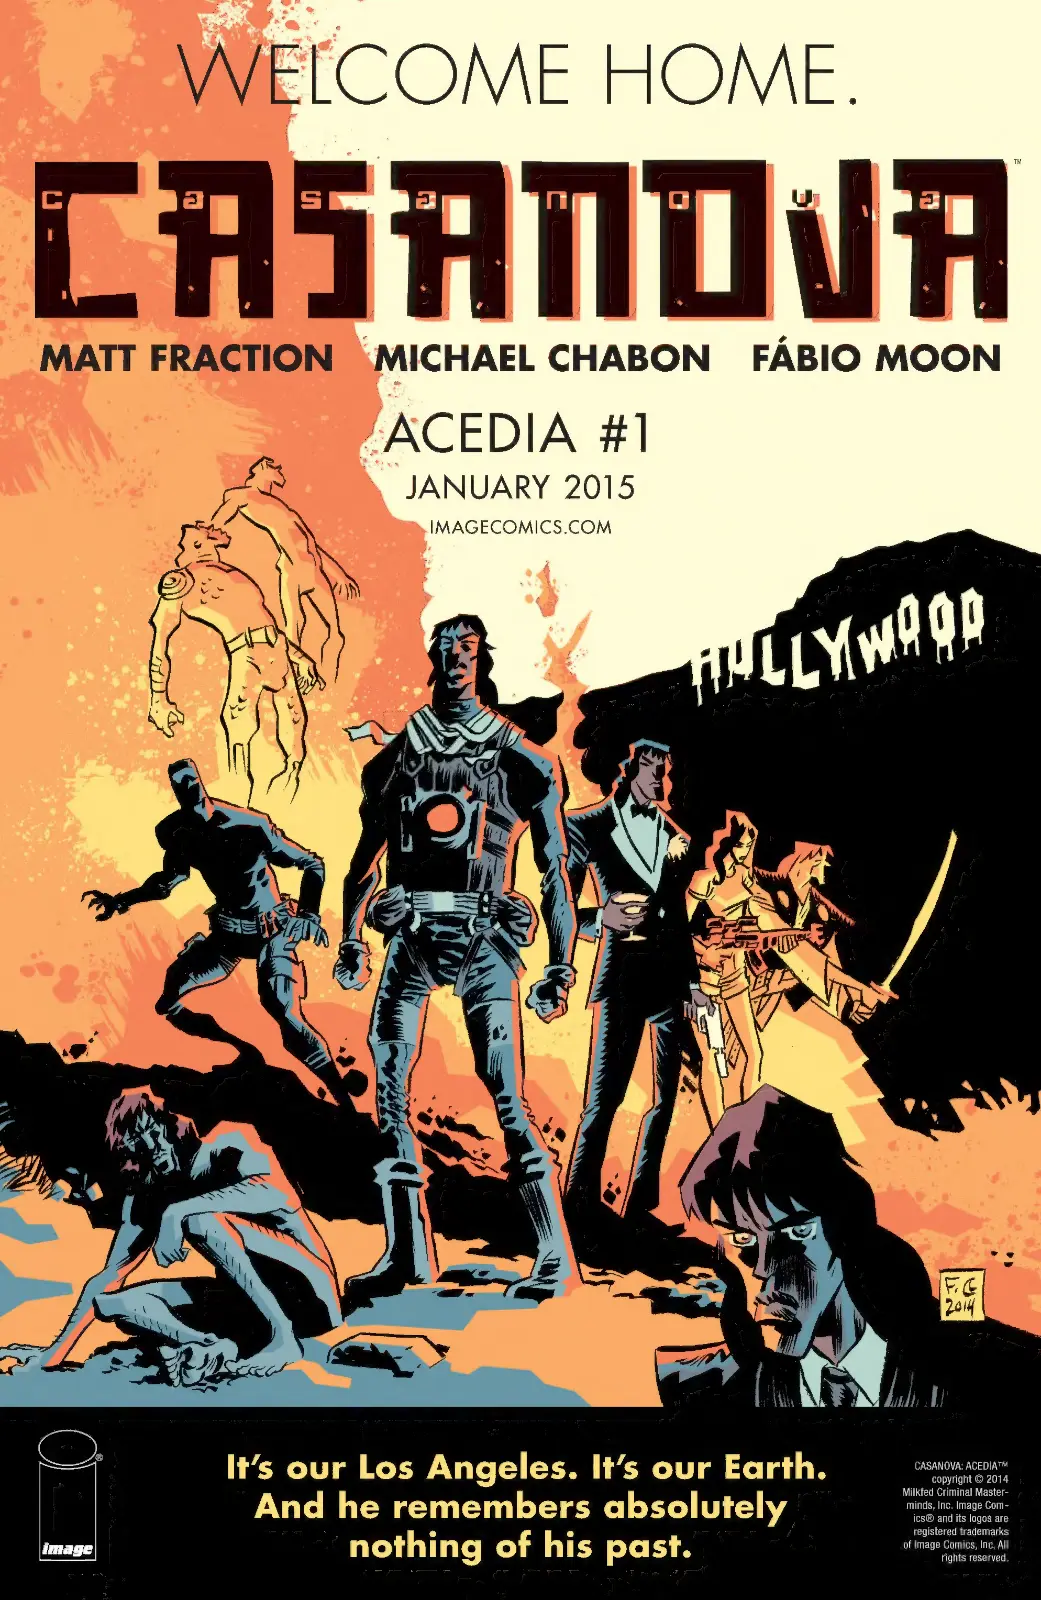 WELCOME HOME.
CASANOVA™
casanova
MATT FRACTION MICHAEL CHABON FÁBIO MOON
ACEDIA #1
JANUARY 2015
IMAGECOMICS.COM
HOLLYWOOD
F.G
2014
It's our Los Angeles. It's our Earth.
And he remembers absolutely
nothing of his past.
image®
CASANOVA: ACEDIA™
copyright © 2014
Milkfed Criminal Master-
minds, Inc. Image Com-
ics® and its logos are
registered trademarks
of Image Comics, Inc. All
rights reserved.